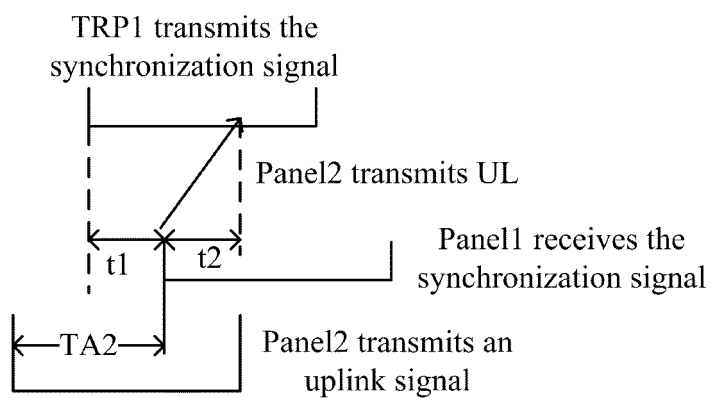 TRP1 transmits the
synchronization signal
Panel2 transmits UL
t1
t2
Panel1 receives the
synchronization signal
TA2
Panel2 transmits an
uplink signal